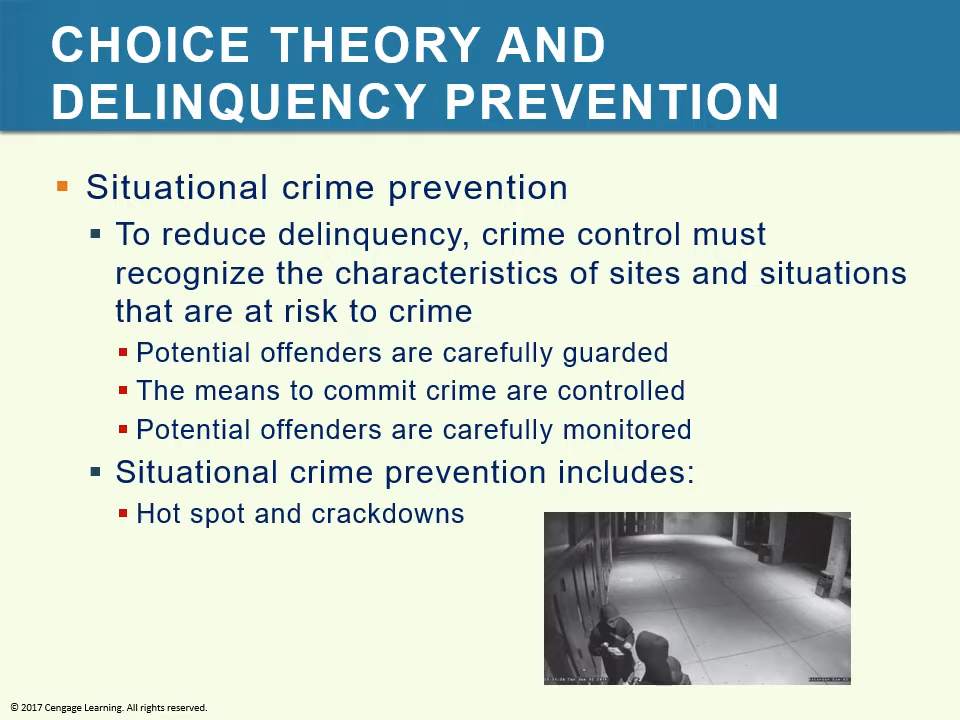 CHOICE THEORY AND
DELINQUENCY PREVENTION
Situational crime prevention
To reduce delinquency, crime control must
recognize the characteristics of sites and situations
that are at risk to crime
Potential offenders are carefully guarded
The means to commit crime are controlled
Potential offenders are carefully monitored
Situational crime prevention includes:
Hot spot and crackdowns
© 2017 Cengage Learning. All rights reserved.